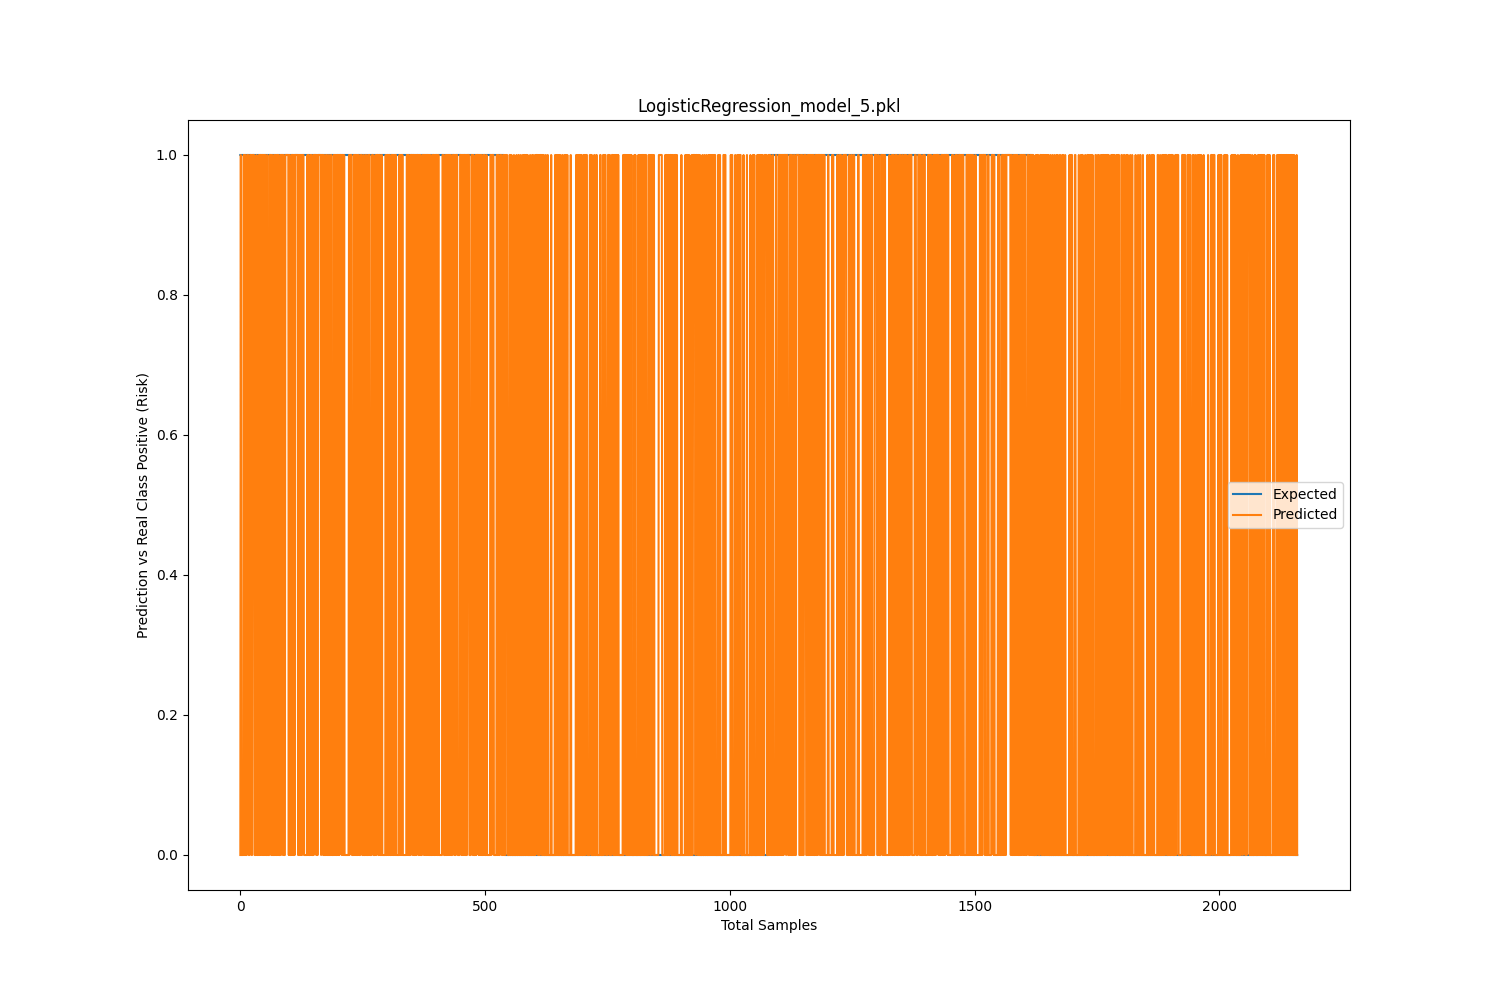 LogisticRegression_model_5.pkl
1.0
0.8
0.6
0.4
0.2
0.0
Prediction vs Real Class Positive (Risk)
Expected
Predicted
0
500
1000
1500
2000
Total Samples